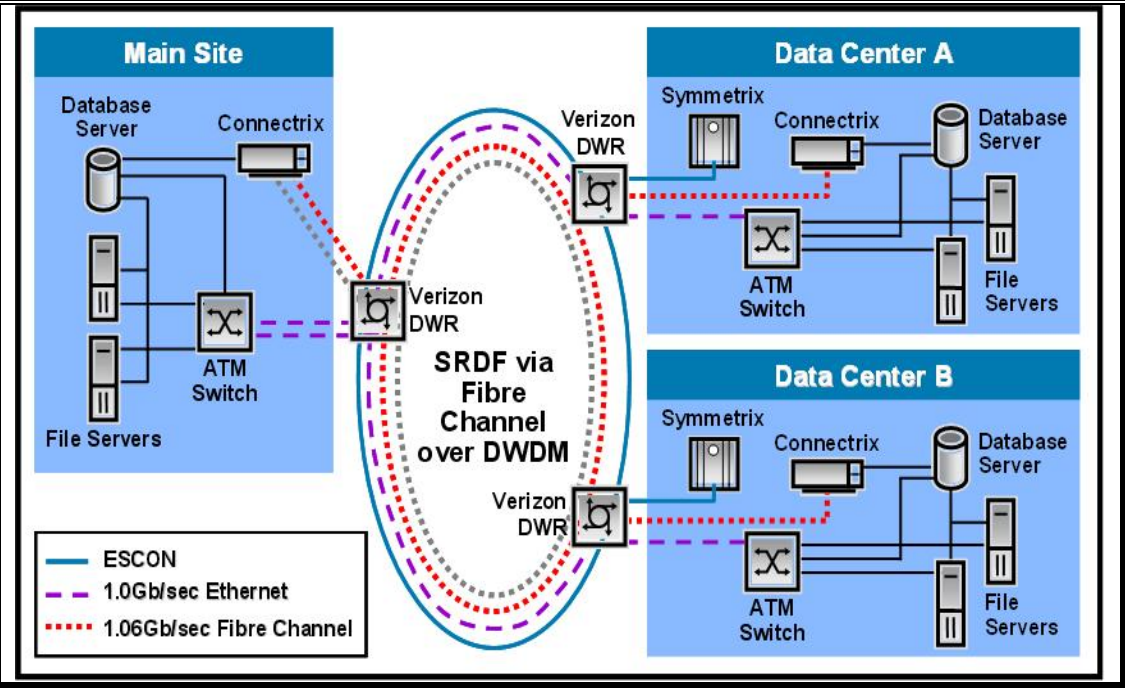 Main Site
Database
Server
Connectrix
ATM
Switch
File Servers
Verizon
DWR
SRDF via
Fibre
Channel
over DWDM
Verizon
DWR
Verizon
DWR
Data Center A
Symmetrix
Connectrix
Database
Server
ATM
Switch
File
Servers
Data Center B
Symmetrix
Connectrix
Database
Server
ATM
Switch
File
Servers
ESCON
1.0Gb/sec Ethernet
1.06Gb/sec Fibre Channel